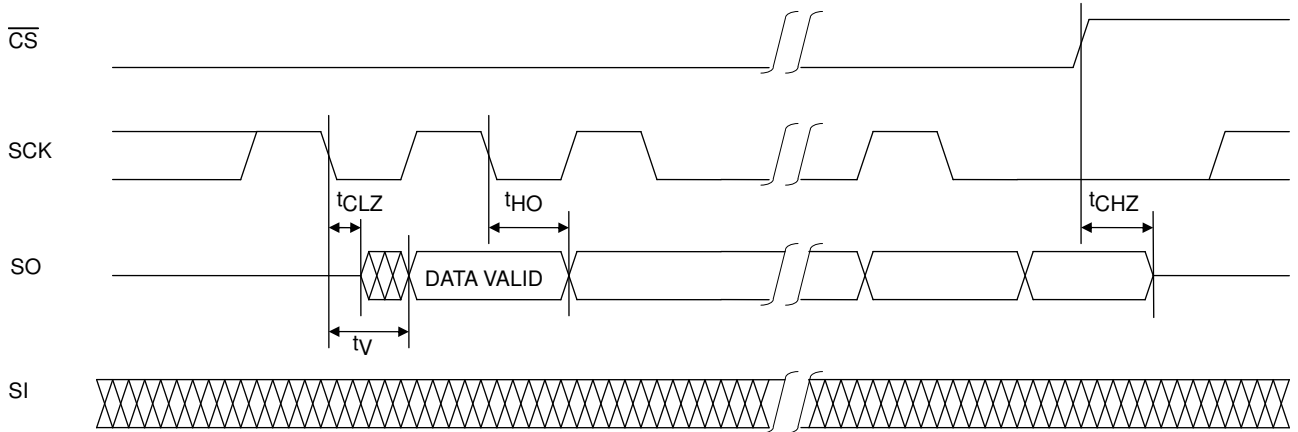 CS
SCK
tCLZ
tHO
tCHZ
SO
DATA VALID
tV
SI